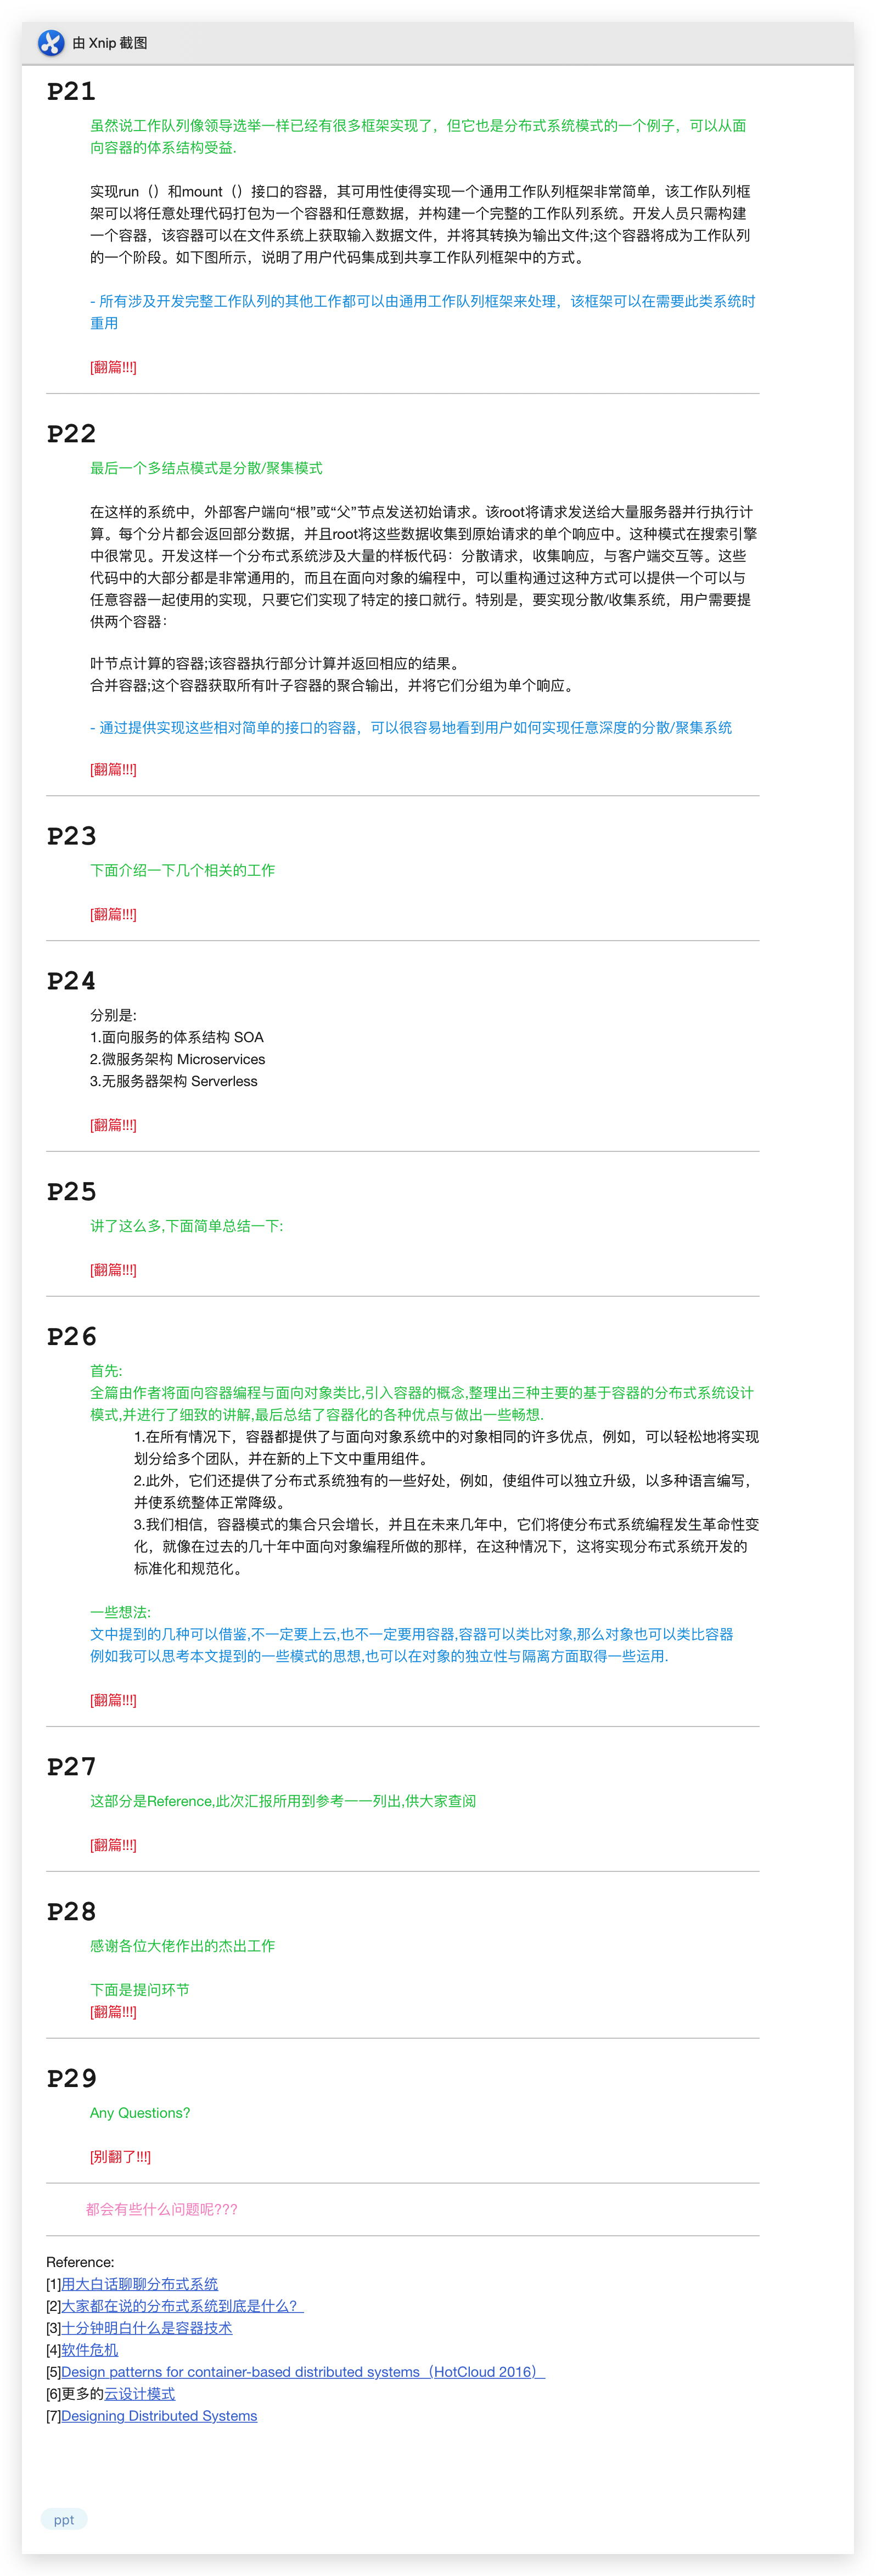 由 Xnip 截图
P21
虽然说工作队列像领导选举一样已经有很多框架实现了，但它也是分布式系统模式的一个例子，可以从面
向容器的体系结构受益.
实现run（）和mount（）接口的容器，其可用性使得实现一个通用工作队列框架非常简单，该工作队列框
架可以将任意处理代码打包为一个容器和任意数据，并构建一个完整的工作队列系统。开发人员只需构建
一个容器，该容器可以在文件系统上获取输入数据文件，并将其转换为输出文件;这个容器将成为工作队列
的一个阶段。如下图所示，说明了用户代码集成到共享工作队列框架中的方式。
- 所有涉及开发完整工作队列的其他工作都可以由通用工作队列框架来处理，该框架可以在需要此类系统时
重用
[翻篇!!!]
P22
最后一个多结点模式是分散/聚集模式
在这样的系统中，外部客户端向“根”或“父”节点发送初始请求。该root将请求发送给大量服务器并行执行计
算。每个分片都会返回部分数据，并且root将这些数据收集到原始请求的单个响应中。这种模式在搜索引擎
中很常见。开发这样一个分布式系统涉及大量的样板代码：分散请求，收集响应，与客户端交互等。这些
代码中的大部分都是非常通用的，而且在面向对象的编程中，可以重构通过这种方式可以提供一个可以与
任意容器一起使用的实现，只要它们实现了特定的接口就行。特别是，要实现分散/收集系统，用户需要提
供两个容器：
叶节点计算的容器;该容器执行部分计算并返回相应的结果。
合并容器;这个容器获取所有叶子容器的聚合输出，并将它们分组为单个响应。
- 通过提供实现这些相对简单的接口的容器，可以很容易地看到用户如何实现任意深度的分散/聚集系统
[翻篇!!!]
P23
下面介绍一下几个相关的工作
[翻篇!!!]
P24
分别是:
1.面向服务的体系结构 SOA
2.微服务架构 Microservices
3.无服务器架构 Serverless
[翻篇!!!]
P25
讲了这么多,下面简单总结一下:
[翻篇!!!]
P26
首先:
全篇由作者将面向容器编程与面向对象类比,引入容器的概念,整理出三种主要的基于容器的分布式系统设计
模式,并进行了细致的讲解,最后总结了容器化的各种优点与做出一些畅想.
1.在所有情况下，容器都提供了与面向对象系统中的对象相同的许多优点，例如，可以轻松地将实现
划分给多个团队，并在新的上下文中重用组件。
2.此外，它们还提供了分布式系统独有的一些好处，例如，使组件可以独立升级，以多种语言编写，
并使系统整体正常降级。
3.我们相信，容器模式的集合只会增长，并且在未来几年中，它们将使分布式系统编程发生革命性变
化，就像在过去的几十年中面向对象编程所做的那样，在这种情况下，这将实现分布式系统开发的
标准化和规范化。
一些想法:
文中提到的几种可以借鉴,不一定要上云,也不一定要用容器,容器可以类比对象,那么对象也可以类比容器
例如我可以思考本文提到的一些模式的思想,也可以在对象的独立性与隔离方面取得一些运用.
[翻篇!!!]
P27
这部分是Reference,此次汇报所用到参考一一列出,供大家查阅
[翻篇!!!]
P28
感谢各位大佬作出的杰出工作
下面是提问环节
[翻篇!!!]
P29
Any Questions?
[别翻了!!!]
都会有些什么问题呢???
Reference:
[1]用大白话聊聊分布式系统
[2]大家都在说的分布式系统到底是什么？
[3]十分钟明白什么是容器技术
[4]软件危机
[5]Design patterns for container-based distributed systems（HotCloud 2016）
[6]更多的云设计模式
[7]Designing Distributed Systems
ppt